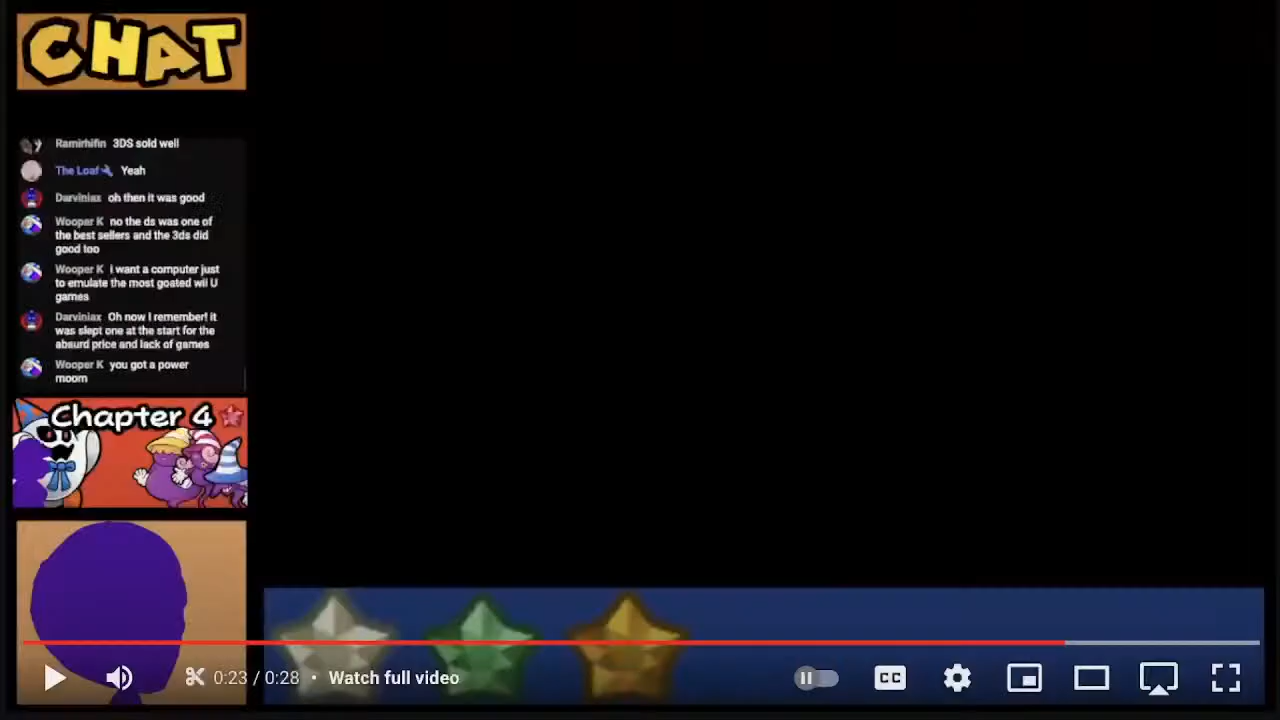 CHAT
Ramirhifin 3DS sold well
The Loaf Yeah
Darviniax oh then it was good
Wooper K no the ds was one of
the best sellers and the 3ds did
good too
Wooper K i want a computer just
to emulate the most goated wii U
games
Darviniax Oh now I remember! it
was slept one at the start for the
absurd price and lack of games
Wooper K you got a power
moom
Chapter 4
0:23 / 0:28 • Watch full video
CC